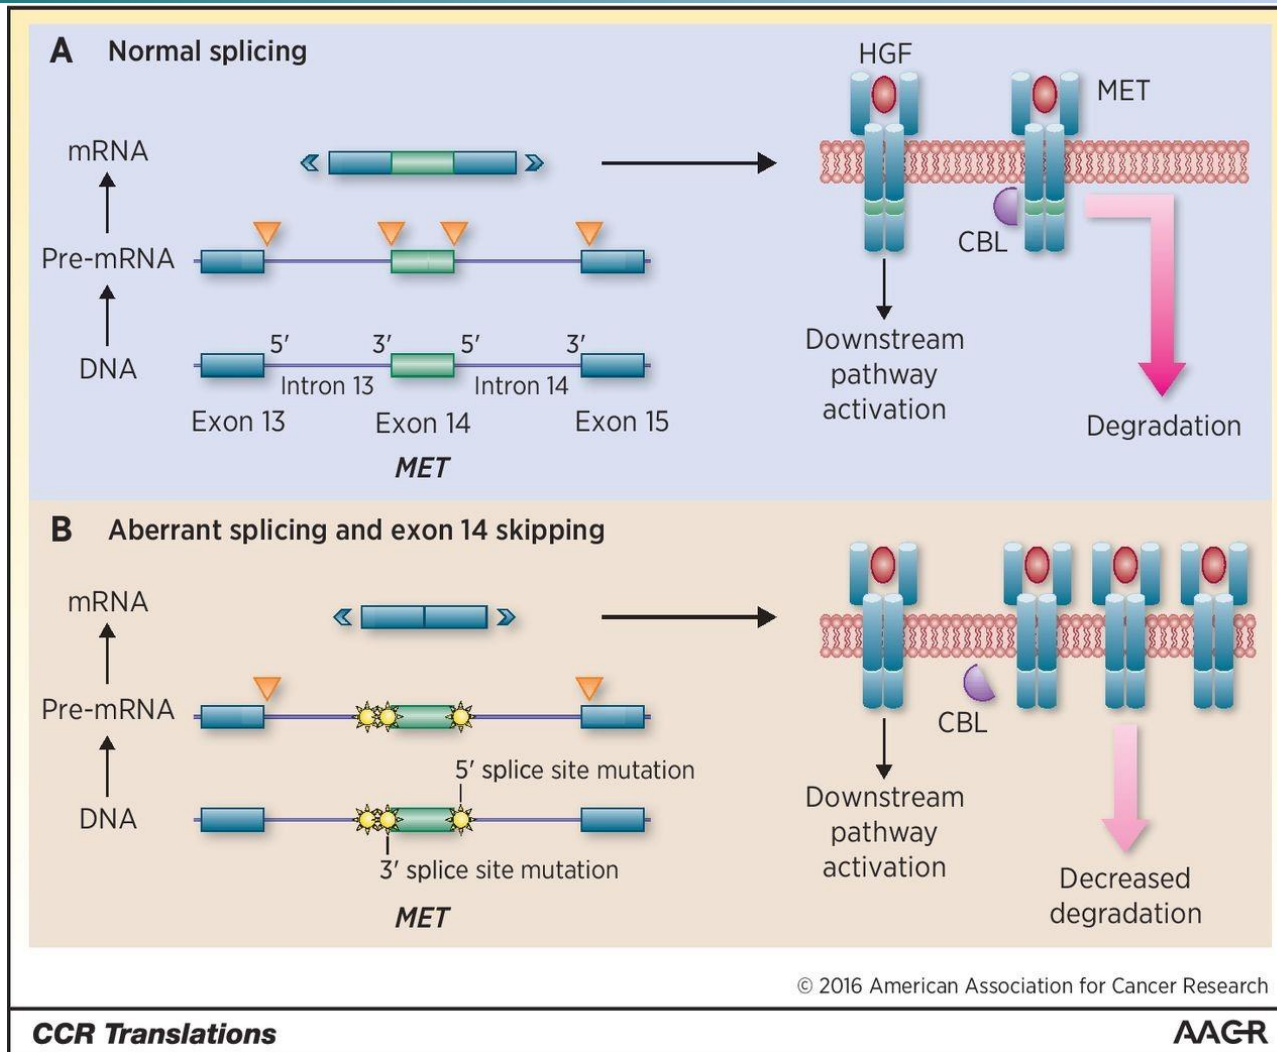 A Normal splicing
HGF
MET
mRNA
Pre-mRNA
CBL
DNA
5′ 3′ 5′ 3′
Intron 13 Intron 14
Exon 13 Exon 14 Exon 15
MET
Downstream
pathway
activation
Degradation
B Aberrant splicing and exon 14 skipping
mRNA
Pre-mRNA
CBL
5′ splice site mutation
DNA
3′ splice site mutation
MET
Downstream
pathway
activation
Decreased
degradation
© 2016 American Association for Cancer Research
CCR Translations
AACR